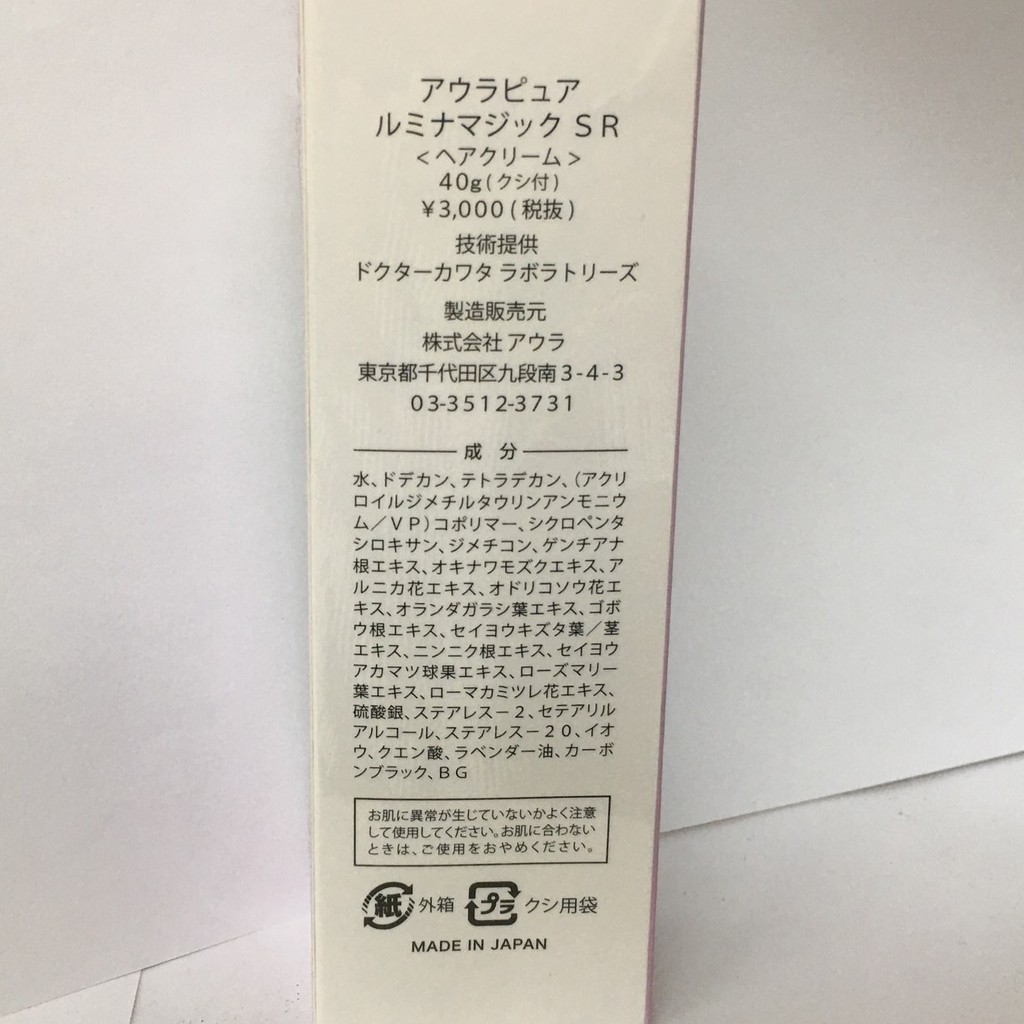 アウラピュア
ルミナマジック SR
<ヘアクリーム>
40g(クシ付)
¥3,000(税抜)
技術提供
ドクターカワタ ラボラトリーズ
製造販売元
株式会社 アウラ
東京都千代田区九段南3-4-3
03-3512-3731
成 分
水、ドデカン、テトラデカン、(アクリ
ロイルジメチルタウリンアンモニウ
ム/VP)コポリマー、シクロペンタ
シロキサン、ジメチコン、ゲンチアナ
根エキス、オキナワモズクエキス、ア
ルニカ花エキス、オドリコソウ花エ
キス、オランダガラシ葉エキス、ゴボ
ウ根エキス、セイヨウキズタ葉/茎
エキス、ニンニク根エキス、セイヨウ
アカマツ球果エキス、ローズマリー
葉エキス、ローマカミツレ花エキス、
硫酸銀、ステアレス-2、セテアリル
アルコール、ステアレス-20、イオ
ウ、クエン酸、ラベンダー油、カーボ
ンブラック、BG
お肌に異常が生じていないかよく注意
して使用してください。お肌に合わない
ときは、ご使用をおやめください。
紙 外箱 プラ クシ用袋
MADE IN JAPAN